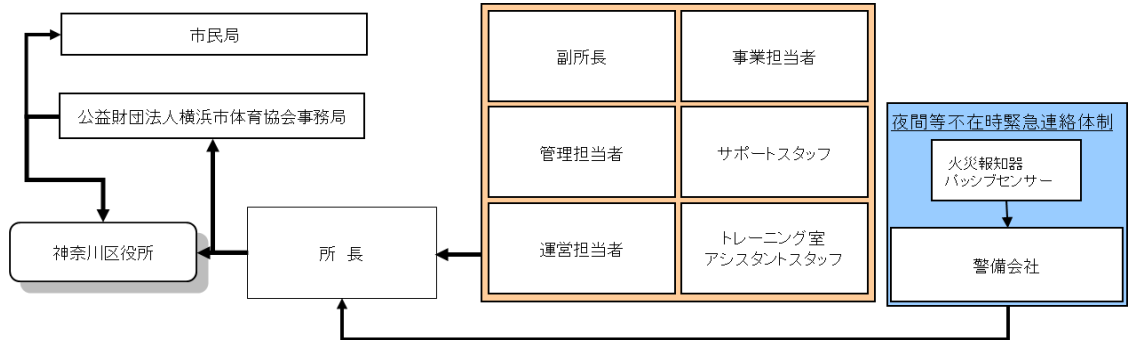 市民局
公益財団法人横浜市体育協会事務局
神奈川区役所
所 長
副所長
事業担当者
管理担当者
サポートスタッフ
運営担当者
トレーニング室
アシスタントスタッフ
夜間等不在時緊急連絡体制
火災報知器
パッシブセンサー
警備会社